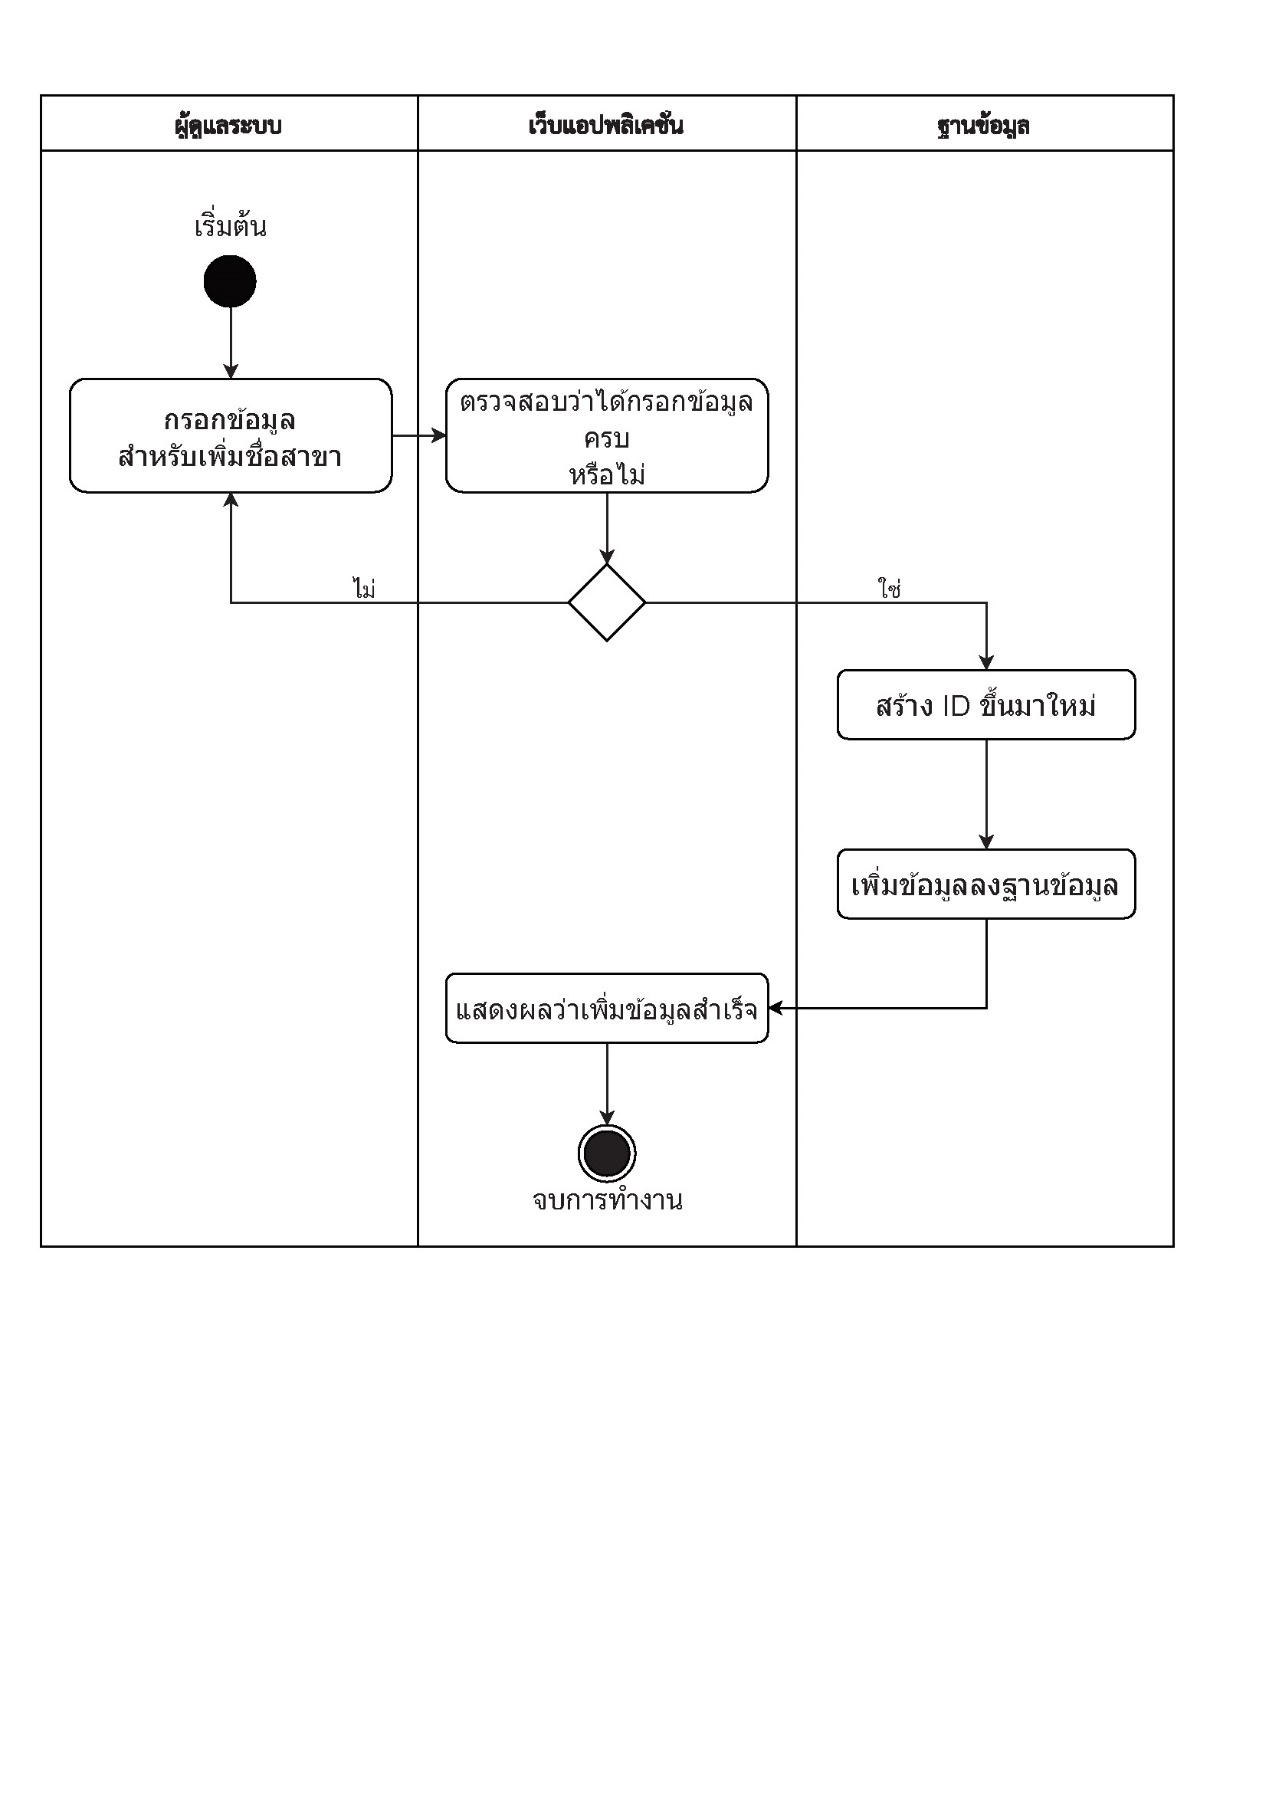 ผู้ดูแลระบบ
เว็บแอปพลิเคชั่น
ฐานข้อมูล
เริ่มต้น
กรอกข้อมูล
สำหรับเพิ่มชื่อสาขา
ตรวจสอบว่าได้กรอกข้อมูล
ครบ
หรือไม่
ไม่
ใช่
สร้าง ID ขึ้นมาใหม่
เพิ่มข้อมูลลงฐานข้อมูล
แสดงผลว่าเพิ่มข้อมูลสำเร็จ
จบการทำงาน